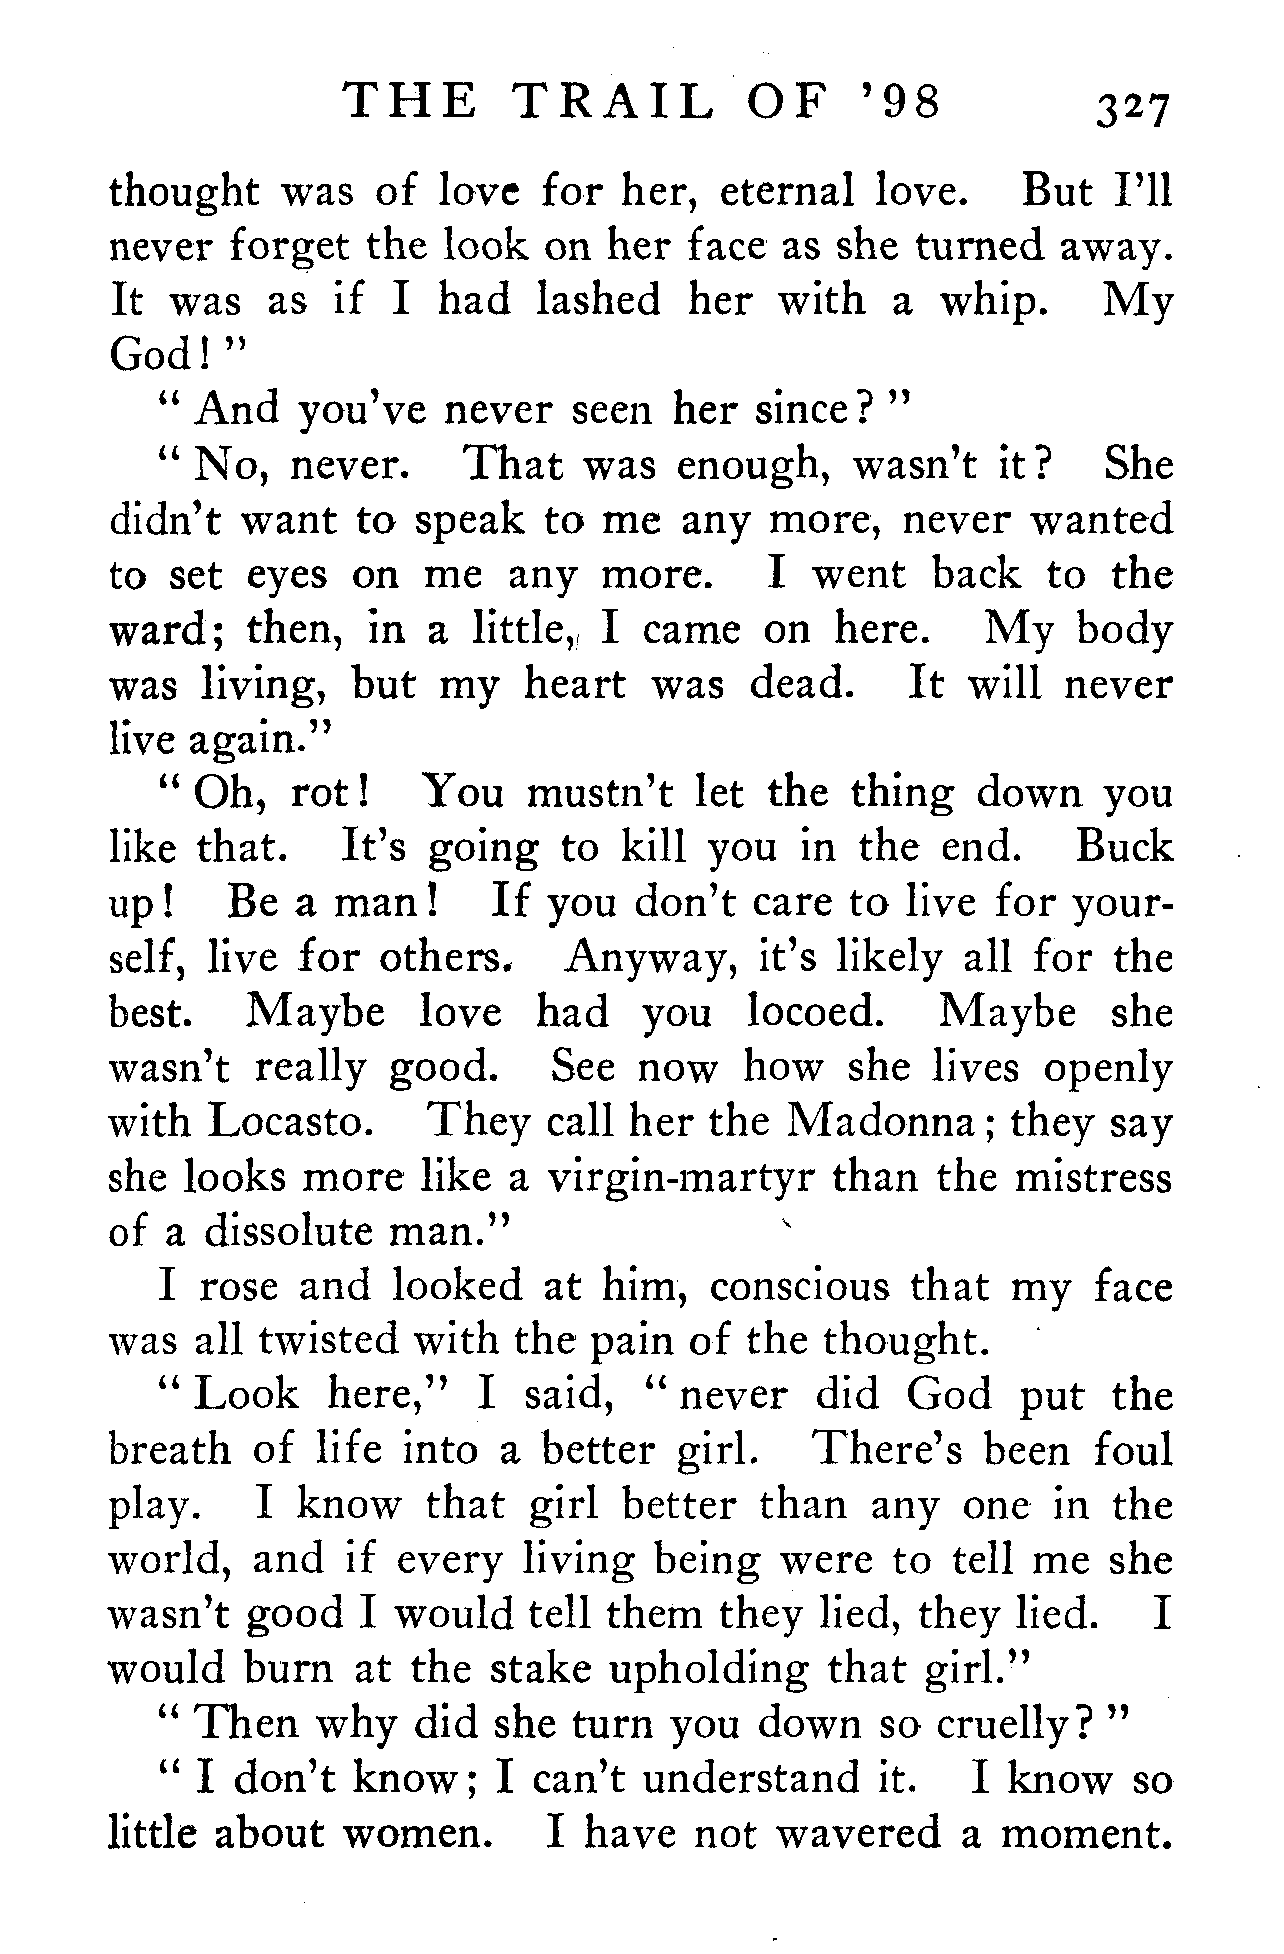 THE TRAIL OF '98 327
thought was of love for her, eternal love. But I'll
never forget the look on her face as she turned away.
It was as if I had lashed her with a whip. My
God! "
" And you've never seen her since? "
" No, never. That was enough, wasn't it? She
didn't want to speak to me any more, never wanted
to set eyes on me any more. I went back to the
ward; then, in a little, I came on here. My body
was living, but my heart was dead. It will never
live again."
" Oh, rot! You mustn't let the thing down you
like that. It's going to kill you in the end. Buck
up! Be a man! If you don't care to live for your-
self, live for others. Anyway, it's likely all for the
best. Maybe love had you locoed. Maybe she
wasn't really good. See now how she lives openly
with Locasto. They call her the Madonna; they say
she looks more like a virgin-martyr than the mistress
of a dissolute man."
I rose and looked at him, conscious that my face
was all twisted with the pain of the thought.
" Look here," I said, " never did God put the
breath of life into a better girl. There's been foul
play. I know that girl better than any one in the
world, and if every living being were to tell me she
wasn't good I would tell them they lied, they lied. I
would burn at the stake upholding that girl."
" Then why did she turn you down so cruelly? "
" I don't know; I can't understand it. I know so
little about women. I have not wavered a moment.